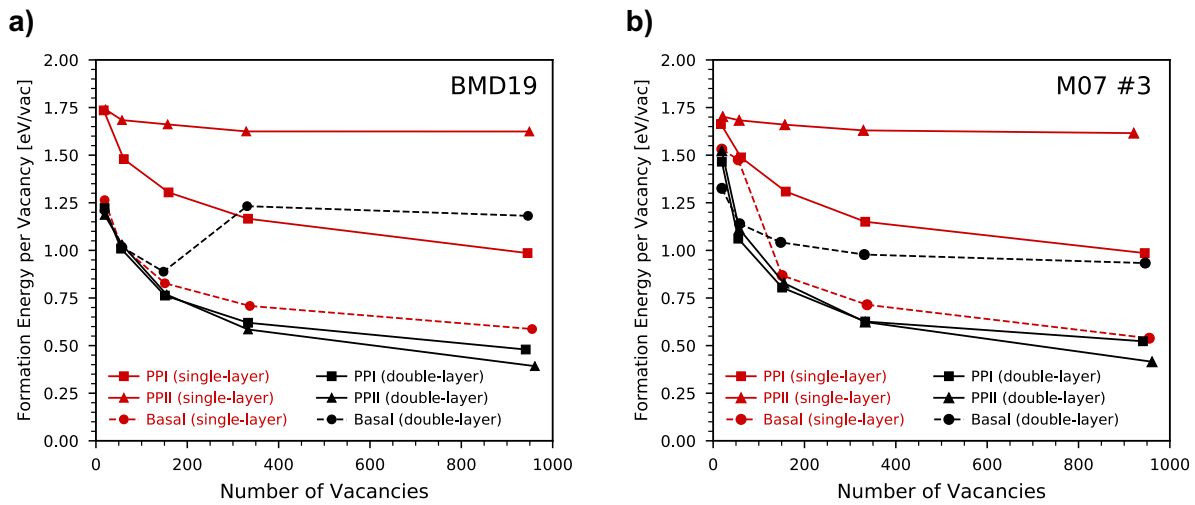 a)
Formation Energy per Vacancy [eV/vac]
2.00
1.75
1.50
1.25
1.00
0.75
0.50
0.25
0.00
BMD19
PPI (single-layer)
PPII (single-layer)
Basal (single-layer)
PPI (double-layer)
PPII (double-layer)
Basal (double-layer)
0 200 400 600 800 1000
Number of Vacancies
b)
Formation Energy per Vacancy [eV/vac]
2.00
1.75
1.50
1.25
1.00
0.75
0.50
0.25
0.00
M07 #3
PPI (single-layer)
PPII (single-layer)
Basal (single-layer)
PPI (double-layer)
PPII (double-layer)
Basal (double-layer)
0 200 400 600 800 1000
Number of Vacancies